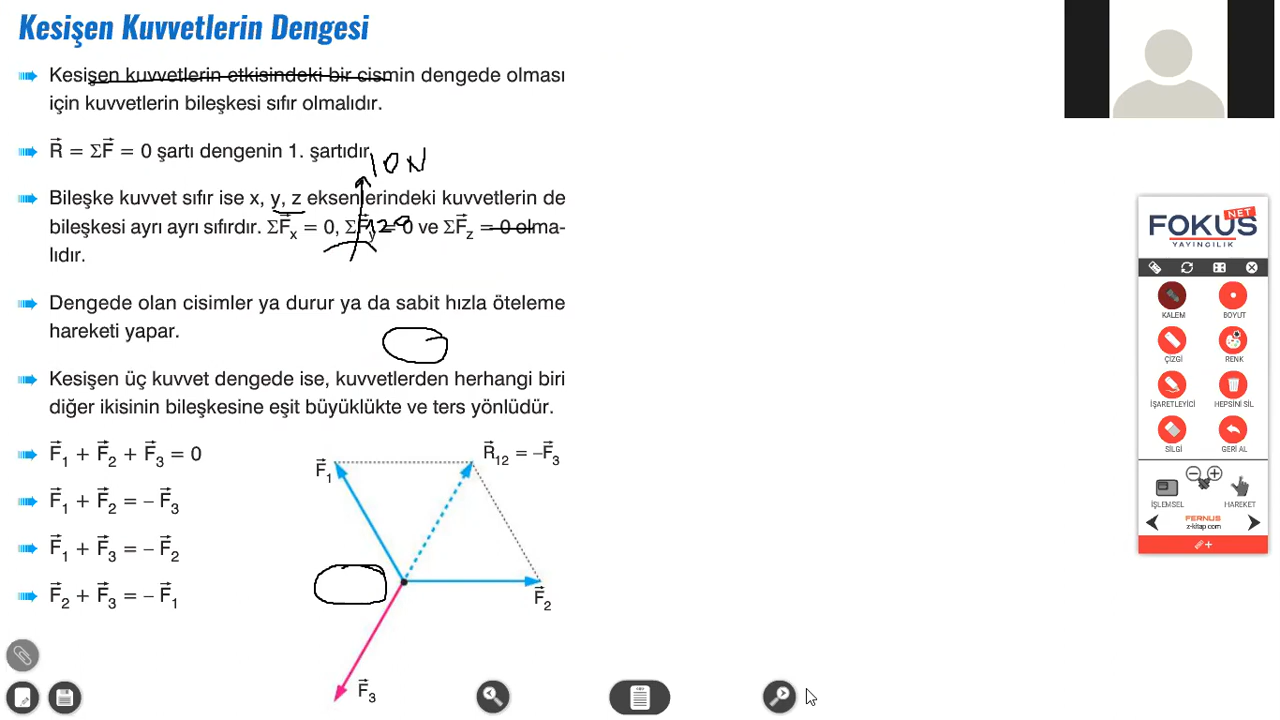 Kesişen Kuvvetlerin Dengesi
Kesişen kuvvetlerin etkisindeki bir cismin dengede olması
için kuvvetlerin bileşkesi sıfır olmalıdır.
R⃗ = ΣF⃗ = 0 şartı dengenin 1. şartıdır
10 N
Bileşke kuvvet sıfır ise x, y, z eksenlerindeki kuvvetlerin de
bileşkesi ayrı ayrı sıfırdır. ΣF⃗x = 0, ΣF⃗y = 0 ve ΣF⃗z = 0 olma-
lıdır.
Dengede olan cisimler ya durur ya da sabit hızla öteleme
hareketi yapar.
Kesişen üç kuvvet dengede ise, kuvvetlerden herhangi biri
diğer ikisinin bileşkesine eşit büyüklükte ve ters yönlüdür.
F⃗1 + F⃗2 + F⃗3 = 0
F⃗1 + F⃗2 = – F⃗3
F⃗1 + F⃗3 = – F⃗2
F⃗2 + F⃗3 = – F⃗1
F⃗1
R⃗12 = –F⃗3
F⃗2
F⃗3
FOKUS NET
YAYINCILIK
KALEM
BOYUT
ÇİZGİ
RENK
İŞARETLEYİCİ
HEPSİNİ SİL
SİLGİ
GERİ AL
İŞLEMSEL
HAREKET
FERNUS
z-kitap.com